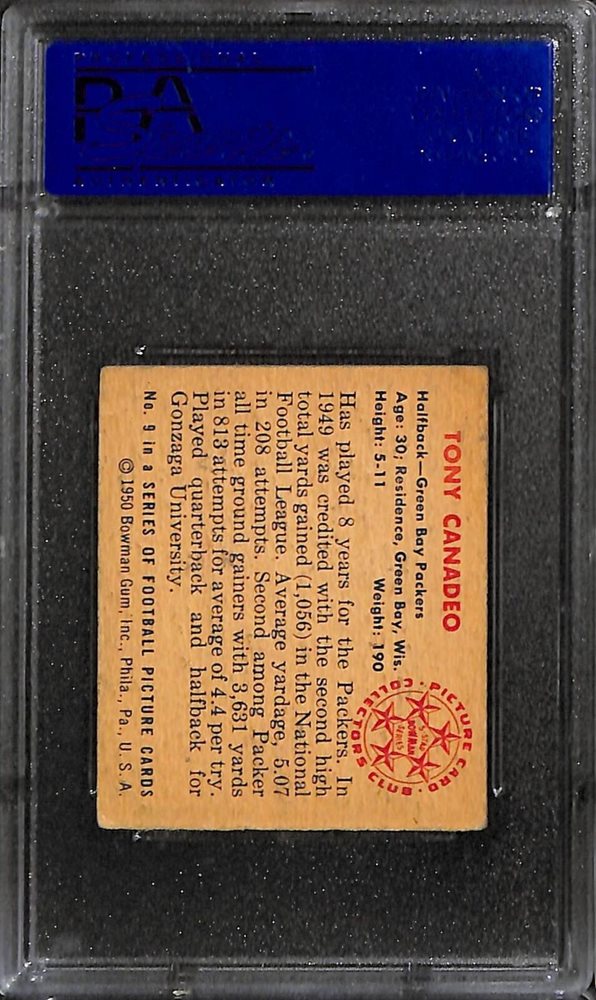 PSA
TONY CANADEO
Halfback—Green Bay Packers
Age: 30; Residence, Green Bay, Wis.
Height: 5-11 Weight: 190
Has played 8 years for the Packers. In
1949 was credited with the second high
total yards gained (1,056) in the National
Football League. Average yardage, 5.07
in 208 attempts. Second among Packer
all time ground gainers with 3,631 yards
in 813 attempts for average of 4.4 per try.
Played quarterback and halfback for
Gonzaga University.
No. 9 in a SERIES OF FOOTBALL PICTURE CARDS
© 1950 Bowman Gum, Inc., Phila., Pa., U. S. A.
PICTURE CARD
COLLECTORS CLUB
5-STAR
BOWMAN
SERIES